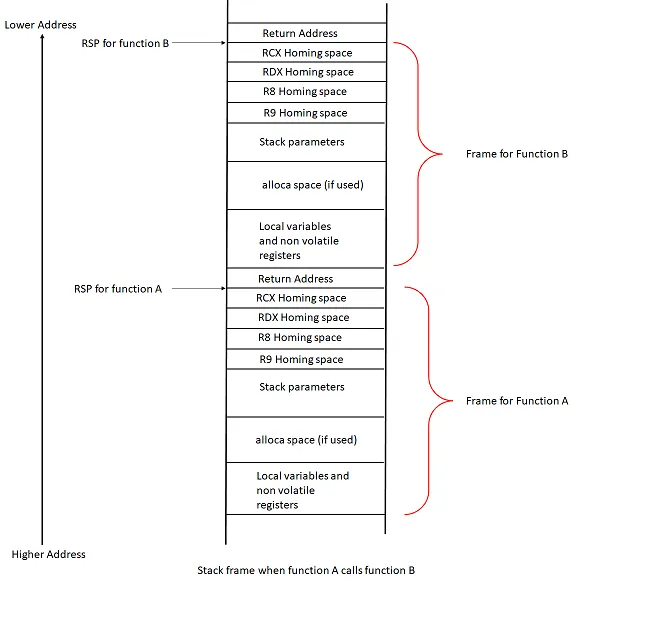 Lower Address
RSP for function B
Return Address
RCX Homing space
RDX Homing space
R8 Homing space
R9 Homing space
Stack parameters
alloca space (if used)
Local variables
and non volatile
registers
Frame for Function B
RSP for function A
Return Address
RCX Homing space
RDX Homing space
R8 Homing space
R9 Homing space
Stack parameters
alloca space (if used)
Local variables and
non volatile
registers
Frame for Function A
Higher Address
Stack frame when function A calls function B